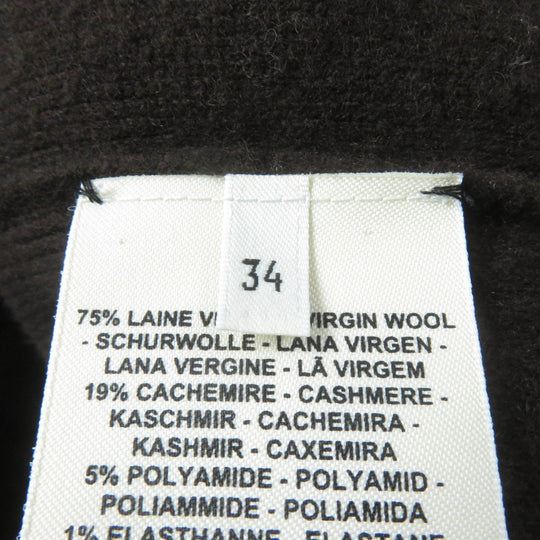 34
75% LAINE VIRGIN WOOL
- SCHURWOLLE - LANA VIRGEN -
LANA VERGINE - LÃ VIRGEM
19% CACHEMIRE - CASHMERE -
KASCHMIR - CACHEMIRA -
KASHMIR - CAXEMIRA
5% POLYAMIDE - POLYAMID -
POLIAMMIDE - POLIAMIDA
1% ELASTHANNE - ELASTANE